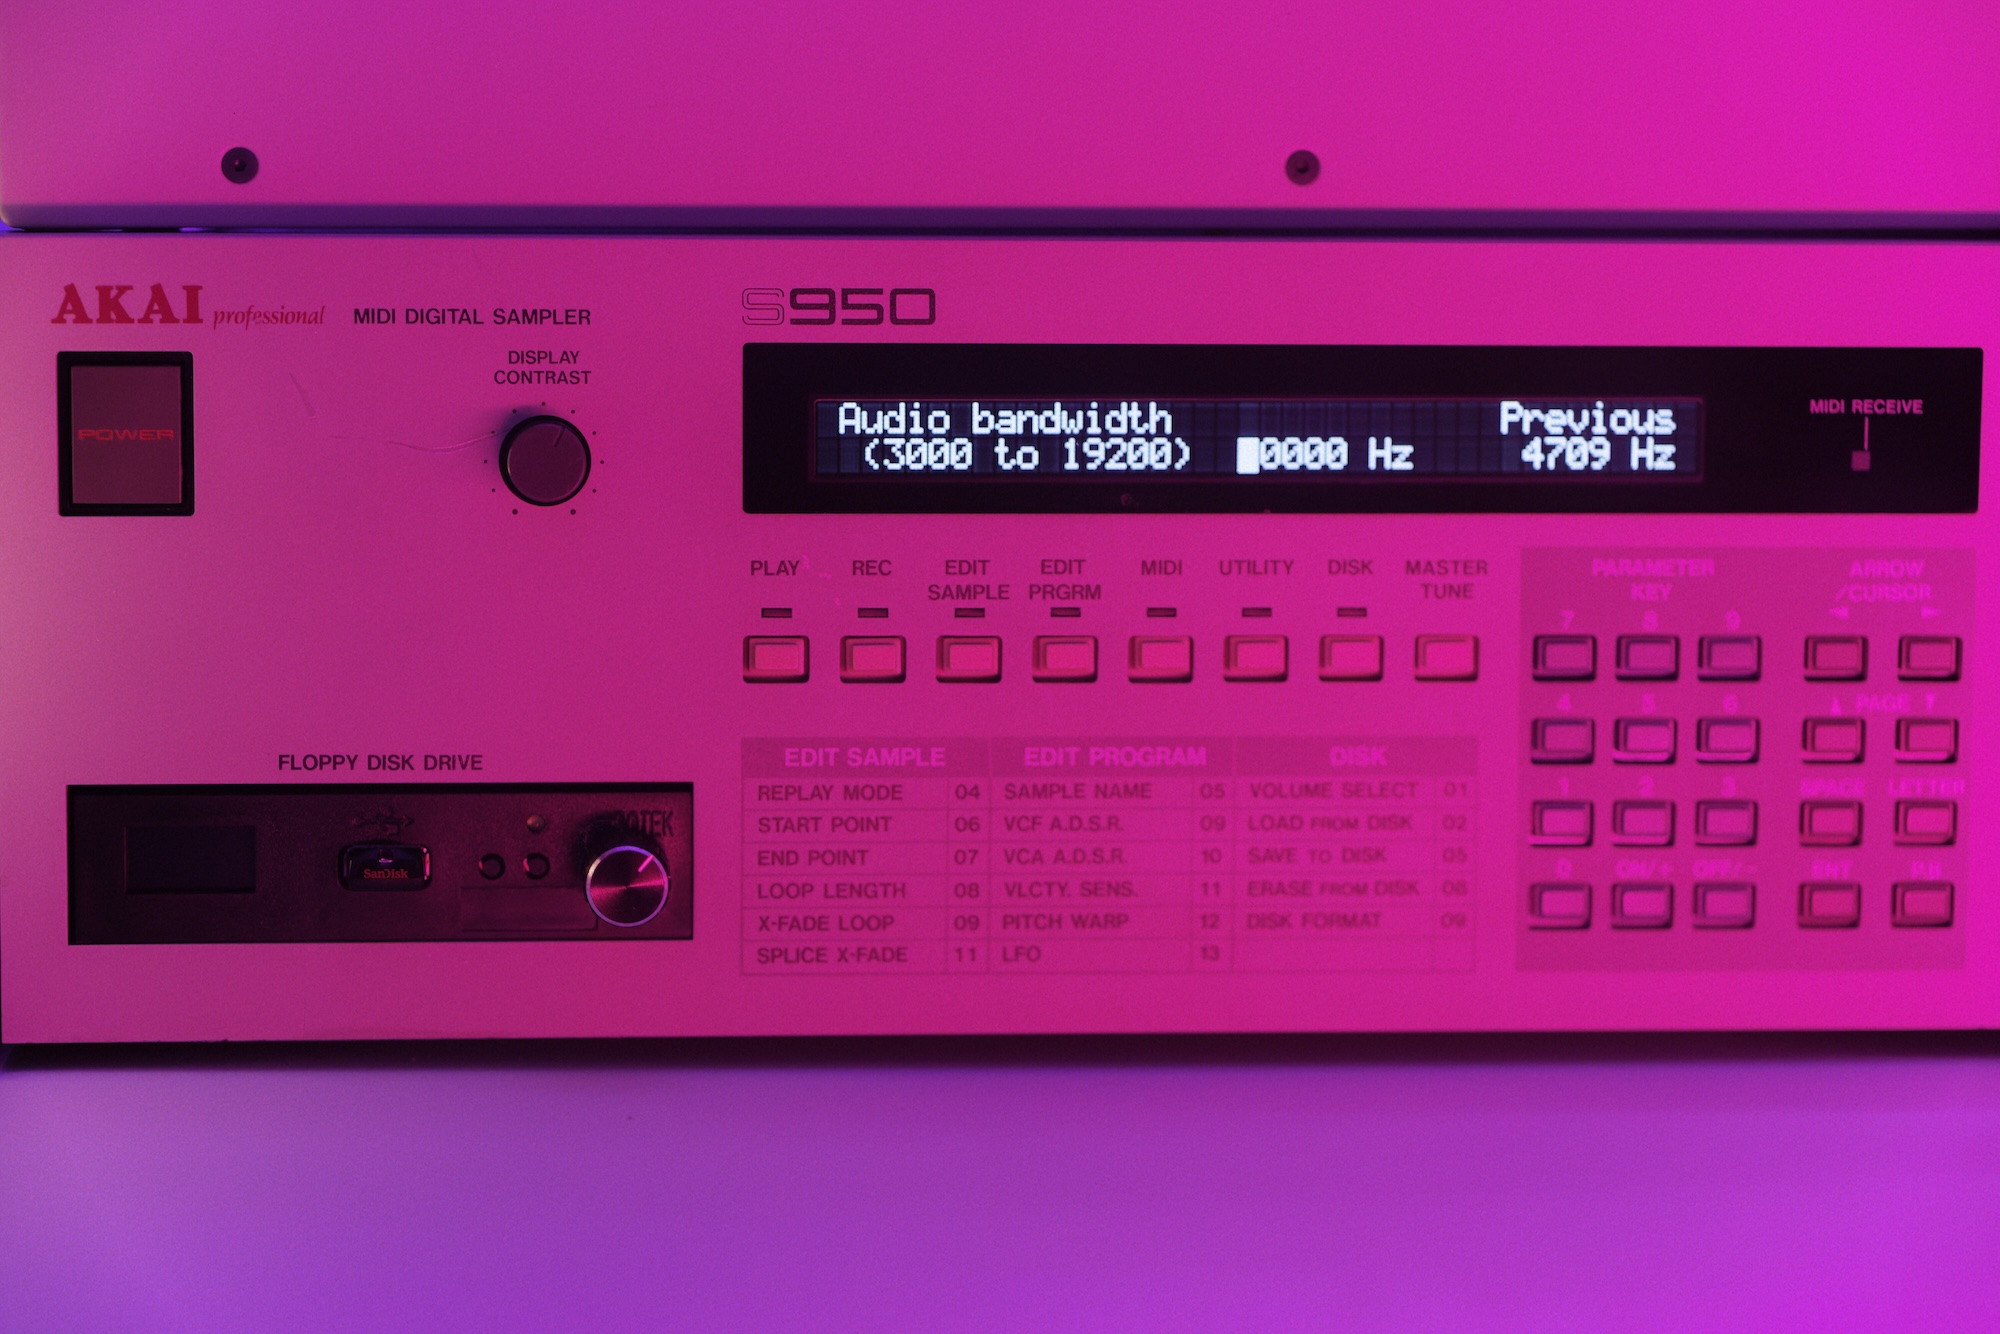 AKAI professional MIDI DIGITAL SAMPLER
S950
POWER
DISPLAY
CONTRAST
Audio bandwidth Previous
(3000 to 19200) 0000 Hz 4709 Hz
MIDI RECEIVE
PLAY REC EDIT SAMPLE EDIT PRGRM MIDI UTILITY DISK MASTER TUNE
PARAMETER KEY
ARROW /CURSOR
7 8 9
4 5 6 PAGE
1 2 3 SPACE LETTER
0 ON/+ OFF/- ENT P.B
FLOPPY DISK DRIVE
SanDisk
EDIT SAMPLE EDIT PROGRAM DISK
REPLAY MODE 04 SAMPLE NAME 05 VOLUME SELECT 01
START POINT 06 VCF A.D.S.R. 09 LOAD FROM DISK 02
END POINT 07 VCA A.D.S.R. 10 SAVE TO DISK 05
LOOP LENGTH 08 VLCTY. SENS. 11 ERASE FROM DISK 08
X-FADE LOOP 09 PITCH WARP 12 DISK FORMAT 09
SPLICE X-FADE 11 LFO 13